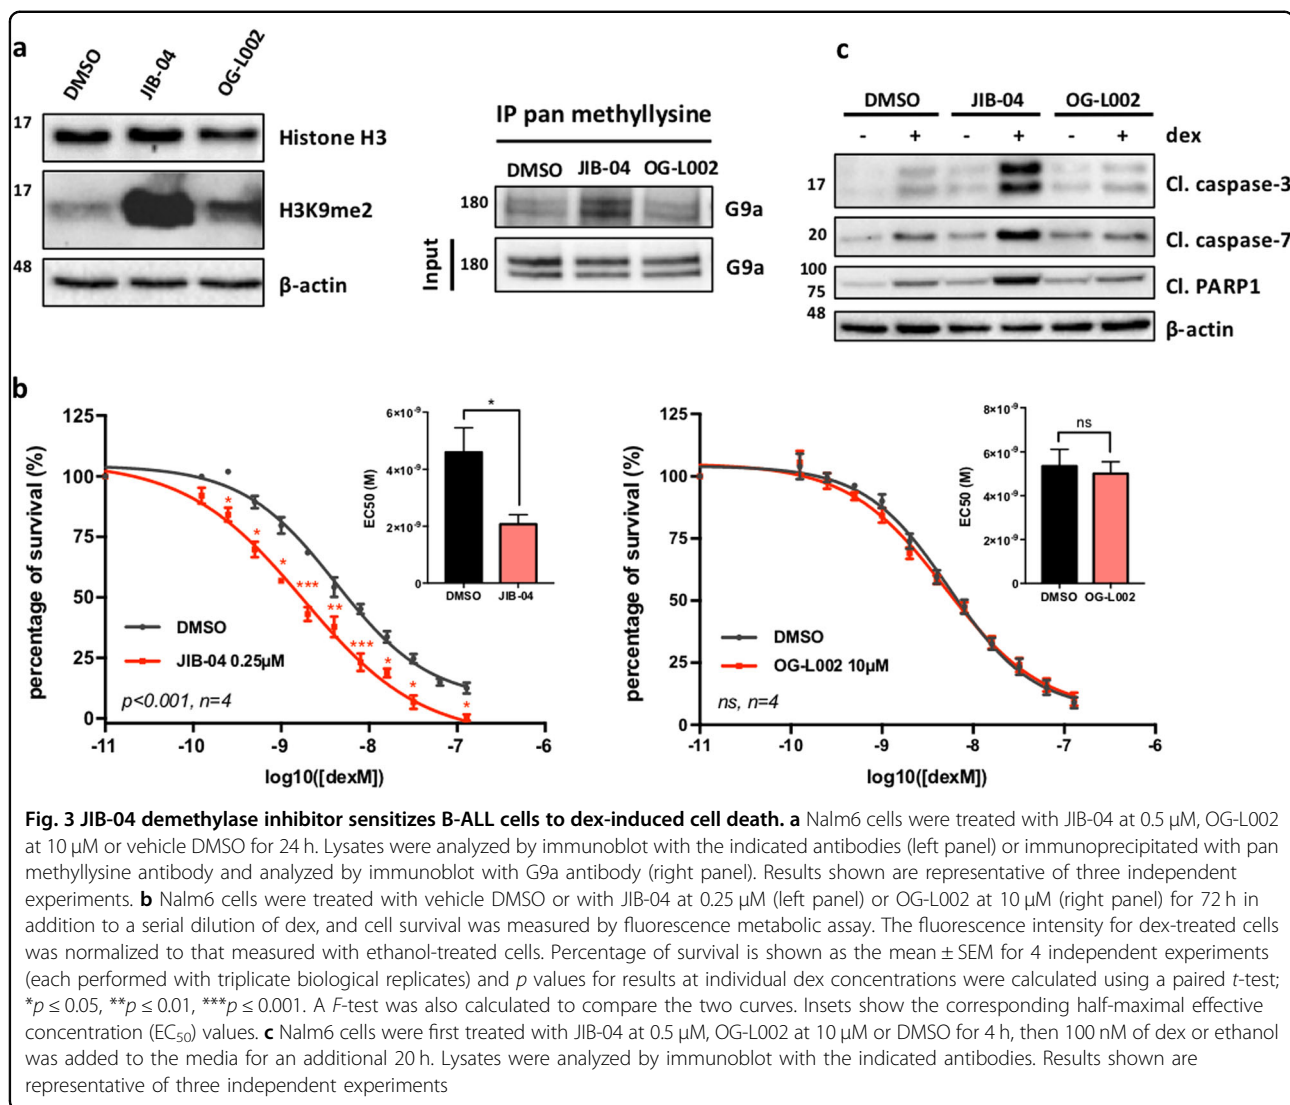 a
DMSO
JIB-04
OG-L002
17
Histone H3
17
H3K9me2
48
β-actin
IP pan methyllysine
DMSO JIB-04 OG-L002
180
G9a
Input
180
G9a
c
DMSO JIB-04 OG-L002
- + - + - + dex
17
Cl. caspase-3
20
Cl. caspase-7
100
75
Cl. PARP1
48
β-actin
b
percentage of survival (%)
125
100
75
50
25
0
-11 -10 -9 -8 -7 -6
log10([dexM])
DMSO
JIB-04 0.25µM
p<0.001, n=4
*
*
*
***
**
***
*
*
*
EC50 (M)
6×10-9
4×10-9
2×10-9
0
*
DMSO JIB-04
percentage of survival (%)
125
100
75
50
25
0
-11 -10 -9 -8 -7 -6
log10([dexM])
DMSO
OG-L002 10µM
ns, n=4
EC50 (M)
8×10-9
6×10-9
4×10-9
2×10-9
0
ns
DMSO OG-L002
Fig. 3 JIB-04 demethylase inhibitor sensitizes B-ALL cells to dex-induced cell death. a Nalm6 cells were treated with JIB-04 at 0.5 µM, OG-L002
at 10 µM or vehicle DMSO for 24 h. Lysates were analyzed by immunoblot with the indicated antibodies (left panel) or immunoprecipitated with pan
methyllysine antibody and analyzed by immunoblot with G9a antibody (right panel). Results shown are representative of three independent
experiments. b Nalm6 cells were treated with vehicle DMSO or with JIB-04 at 0.25 µM (left panel) or OG-L002 at 10 µM (right panel) for 72 h in
addition to a serial dilution of dex, and cell survival was measured by fluorescence metabolic assay. The fluorescence intensity for dex-treated cells
was normalized to that measured with ethanol-treated cells. Percentage of survival is shown as the mean ± SEM for 4 independent experiments
(each performed with triplicate biological replicates) and p values for results at individual dex concentrations were calculated using a paired t-test;
*p ≤ 0.05, **p ≤ 0.01, ***p ≤ 0.001. A F-test was also calculated to compare the two curves. Insets show the corresponding half-maximal effective
concentration (EC50) values. c Nalm6 cells were first treated with JIB-04 at 0.5 µM, OG-L002 at 10 µM or DMSO for 4 h, then 100 nM of dex or ethanol
was added to the media for an additional 20 h. Lysates were analyzed by immunoblot with the indicated antibodies. Results shown are
representative of three independent experiments